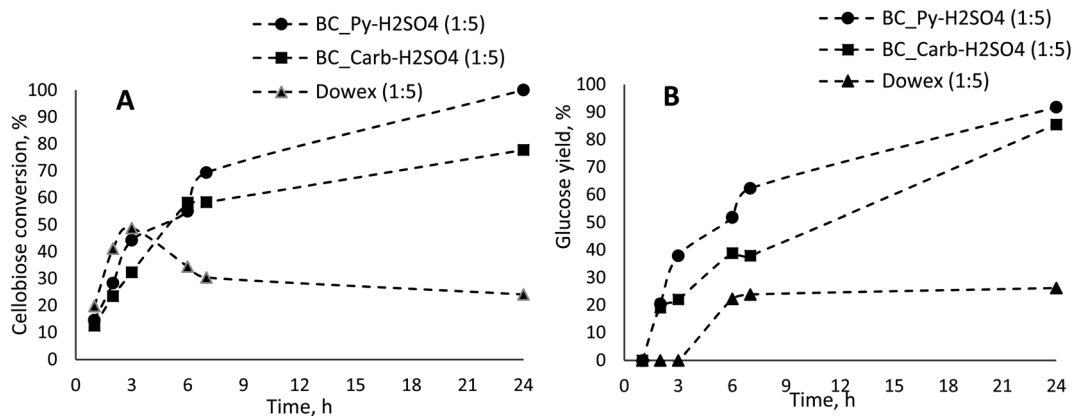 BC_Py-H2SO4 (1:5)
BC_Carb-H2SO4 (1:5)
Dowex (1:5)
A
Cellobiose conversion, %
100
90
80
70
60
50
40
30
20
10
0
0 3 6 9 12 15 18 21 24
Time, h
BC_Py-H2SO4 (1:5)
BC_Carb-H2SO4 (1:5)
Dowex (1:5)
B
Glucose yield, %
100
90
80
70
60
50
40
30
20
10
0
0 3 6 9 12 15 18 21 24
Time, h